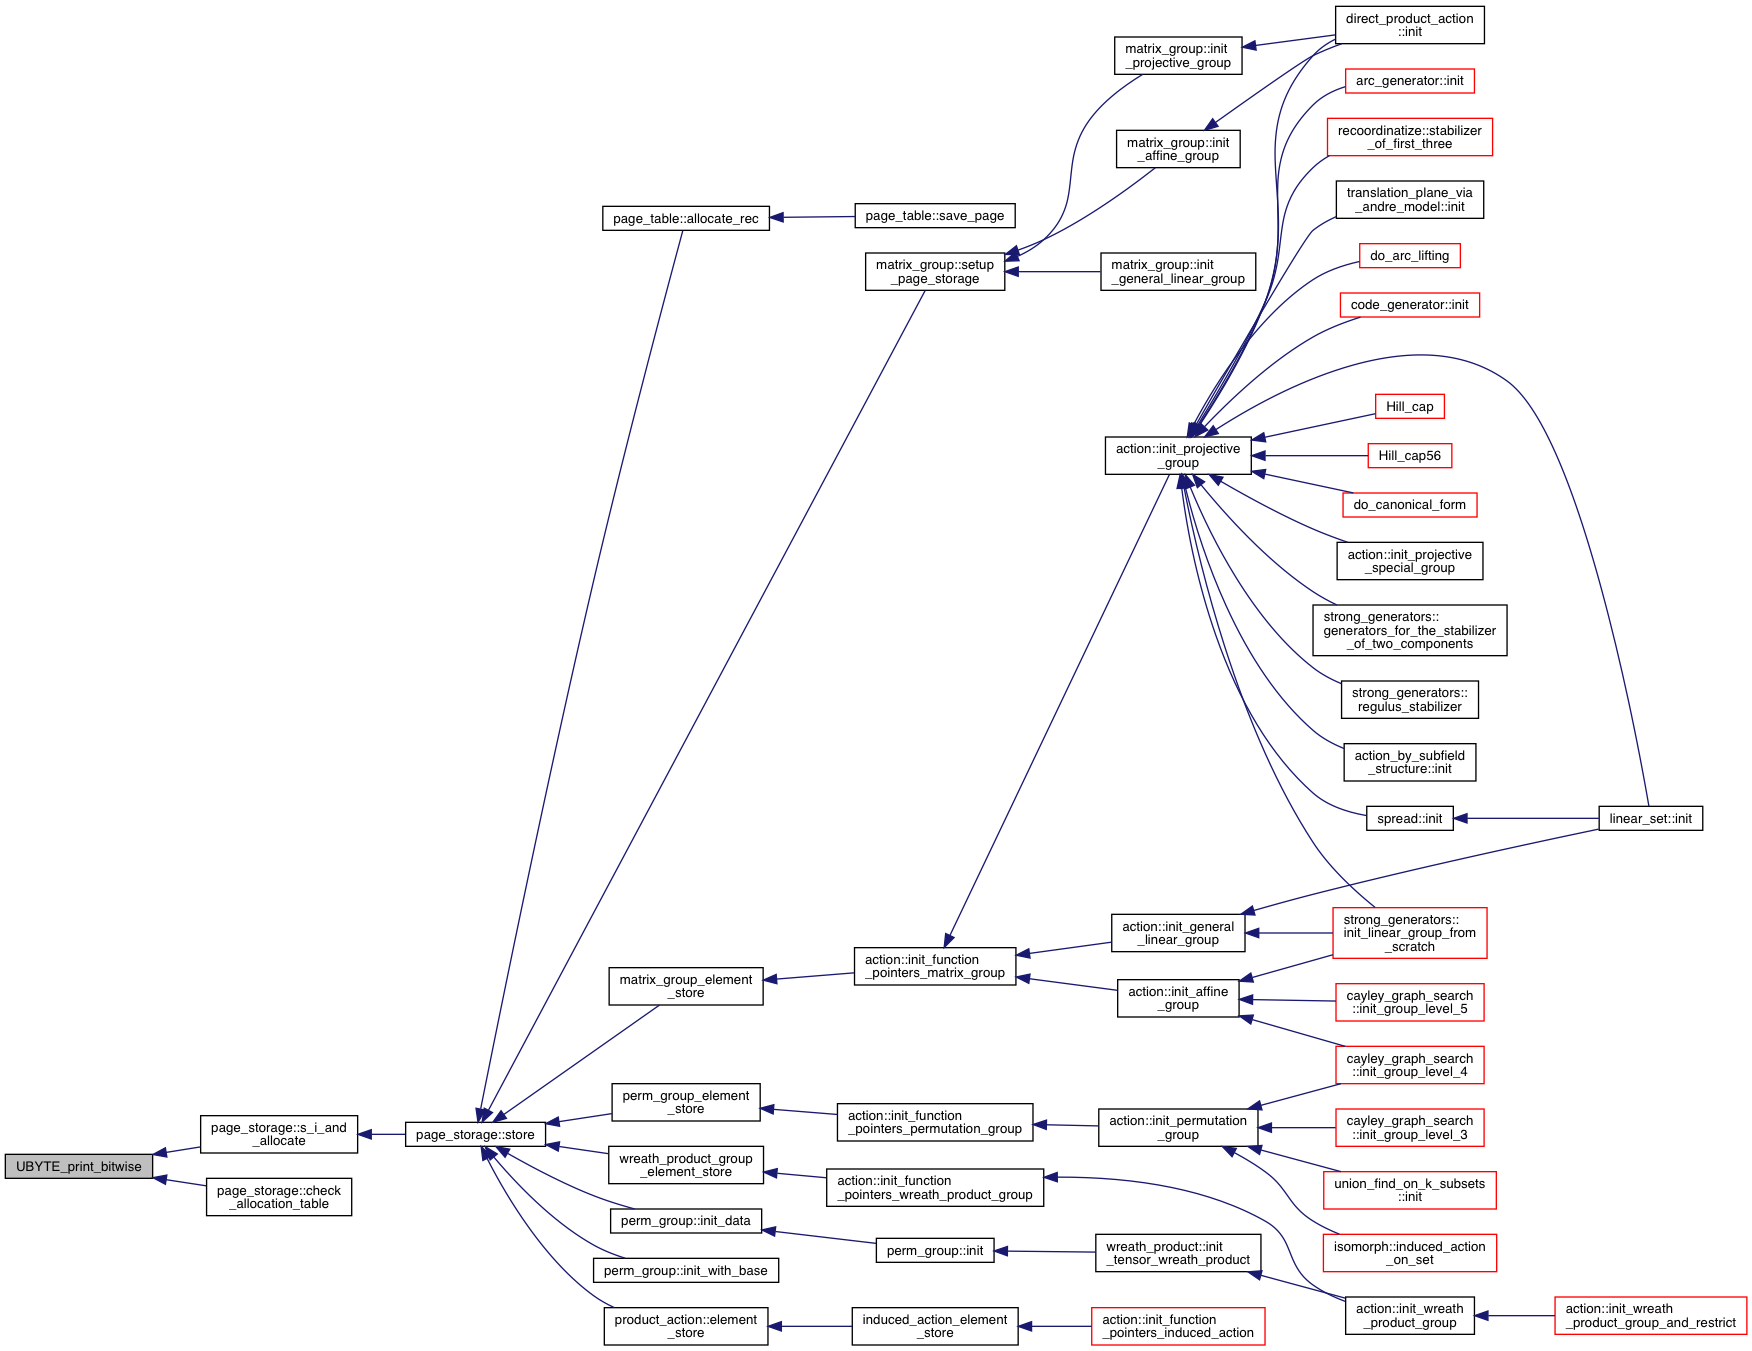 direct_product_action
::init
matrix_group::init
_projective_group
arc_generator::init
recoordinatize::stabilizer
_of_first_three
matrix_group::init
_affine_group
translation_plane_via
_andre_model::init
page_table::allocate_rec
page_table::save_page
do_arc_lifting
matrix_group::setup
_page_storage
matrix_group::init
_general_linear_group
code_generator::init
Hill_cap
action::init_projective
_group
Hill_cap56
do_canonical_form
action::init_projective
_special_group
strong_generators::
generators_for_the_stabilizer
_of_two_components
strong_generators::
regulus_stabilizer
action_by_subfield
_structure::init
spread::init
linear_set::init
action::init_general
_linear_group
strong_generators::
init_linear_group_from
_scratch
action::init_function
_pointers_matrix_group
matrix_group_element
_store
action::init_affine
_group
cayley_graph_search
::init_group_level_5
cayley_graph_search
::init_group_level_4
perm_group_element
_store
action::init_function
_pointers_permutation_group
action::init_permutation
_group
cayley_graph_search
::init_group_level_3
page_storage::s_i_and
_allocate
page_storage::store
UBYTE_print_bitwise
page_storage::check
_allocation_table
wreath_product_group
_element_store
action::init_function
_pointers_wreath_product_group
union_find_on_k_subsets
::init
perm_group::init_data
perm_group::init
wreath_product::init
_tensor_wreath_product
isomorph::induced_action
_on_set
perm_group::init_with_base
product_action::element
_store
induced_action_element
_store
action::init_function
_pointers_induced_action
action::init_wreath
_product_group
action::init_wreath
_product_group_and_restrict